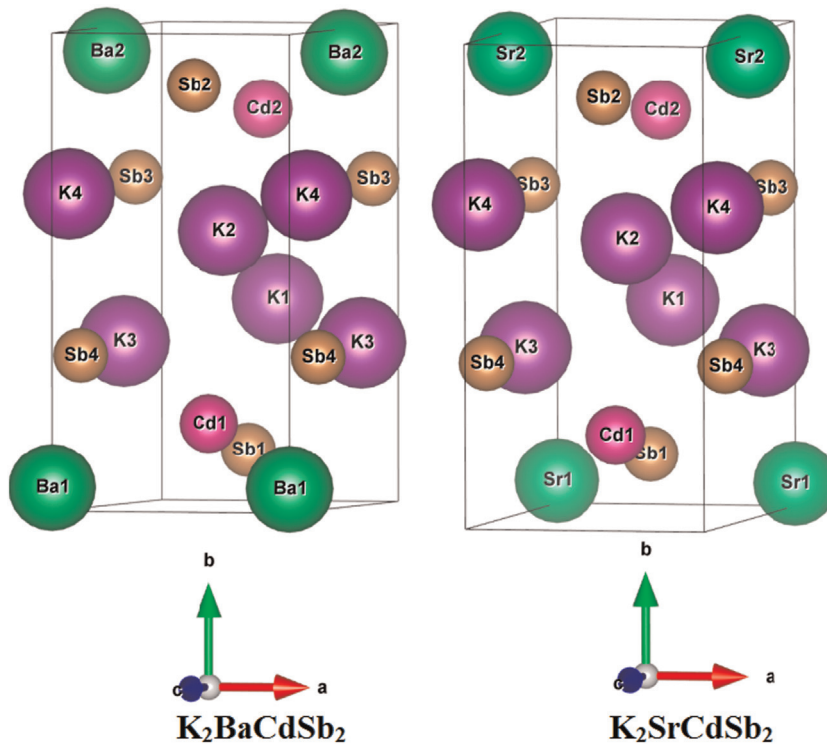 Ba2 Ba2
Sb2
Cd2
Sb3 Sb3
K4 K4
K2
K1
K3 K3
Sb4 Sb4
Cd1
Sb1
Ba1 Ba1
b
c a
K₂BaCdSb₂
Sr2 Sr2
Sb2
Cd2
Sb3 Sb3
K4 K4
K2
K1
K3 K3
Sb4 Sb4
Cd1
Sb1
Sr1 Sr1
b
c a
K₂SrCdSb₂